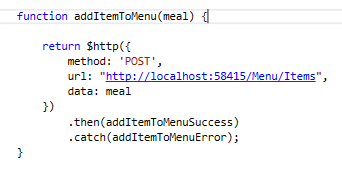 function addItemToMenu(meal) {
return $http({
method: 'POST',
url: "http://localhost:58415/Menu/Items",
data: meal
})
.then(addItemToMenuSuccess)
.catch(addItemToMenuError);
}